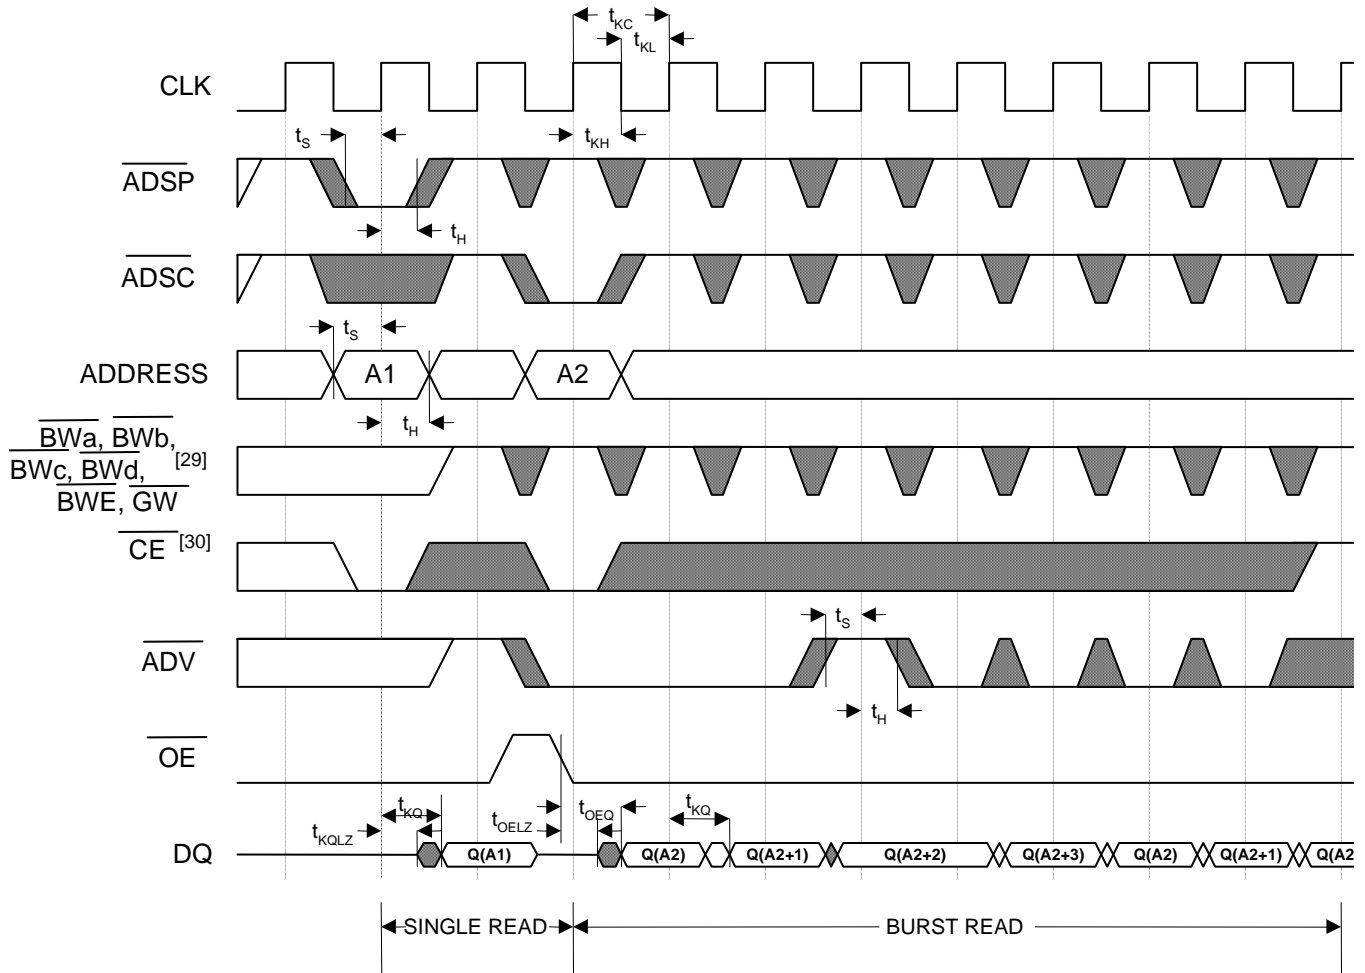 tKC
tKL
CLK
tS
tKH
ADSP
tH
ADSC
tS
ADDRESS
A1
A2
tH
BWa, BWb,
BWc, BWd, [29]
BWE, GW
CE [30]
tS
ADV
tH
OE
tKQ
tOELZ
tOEQ
tKQ
tKQLZ
DQ
Q(A1)
Q(A2)
Q(A2+1)
Q(A2+2)
Q(A2+3)
Q(A2)
Q(A2+1)
Q(A2
SINGLE READ
BURST READ